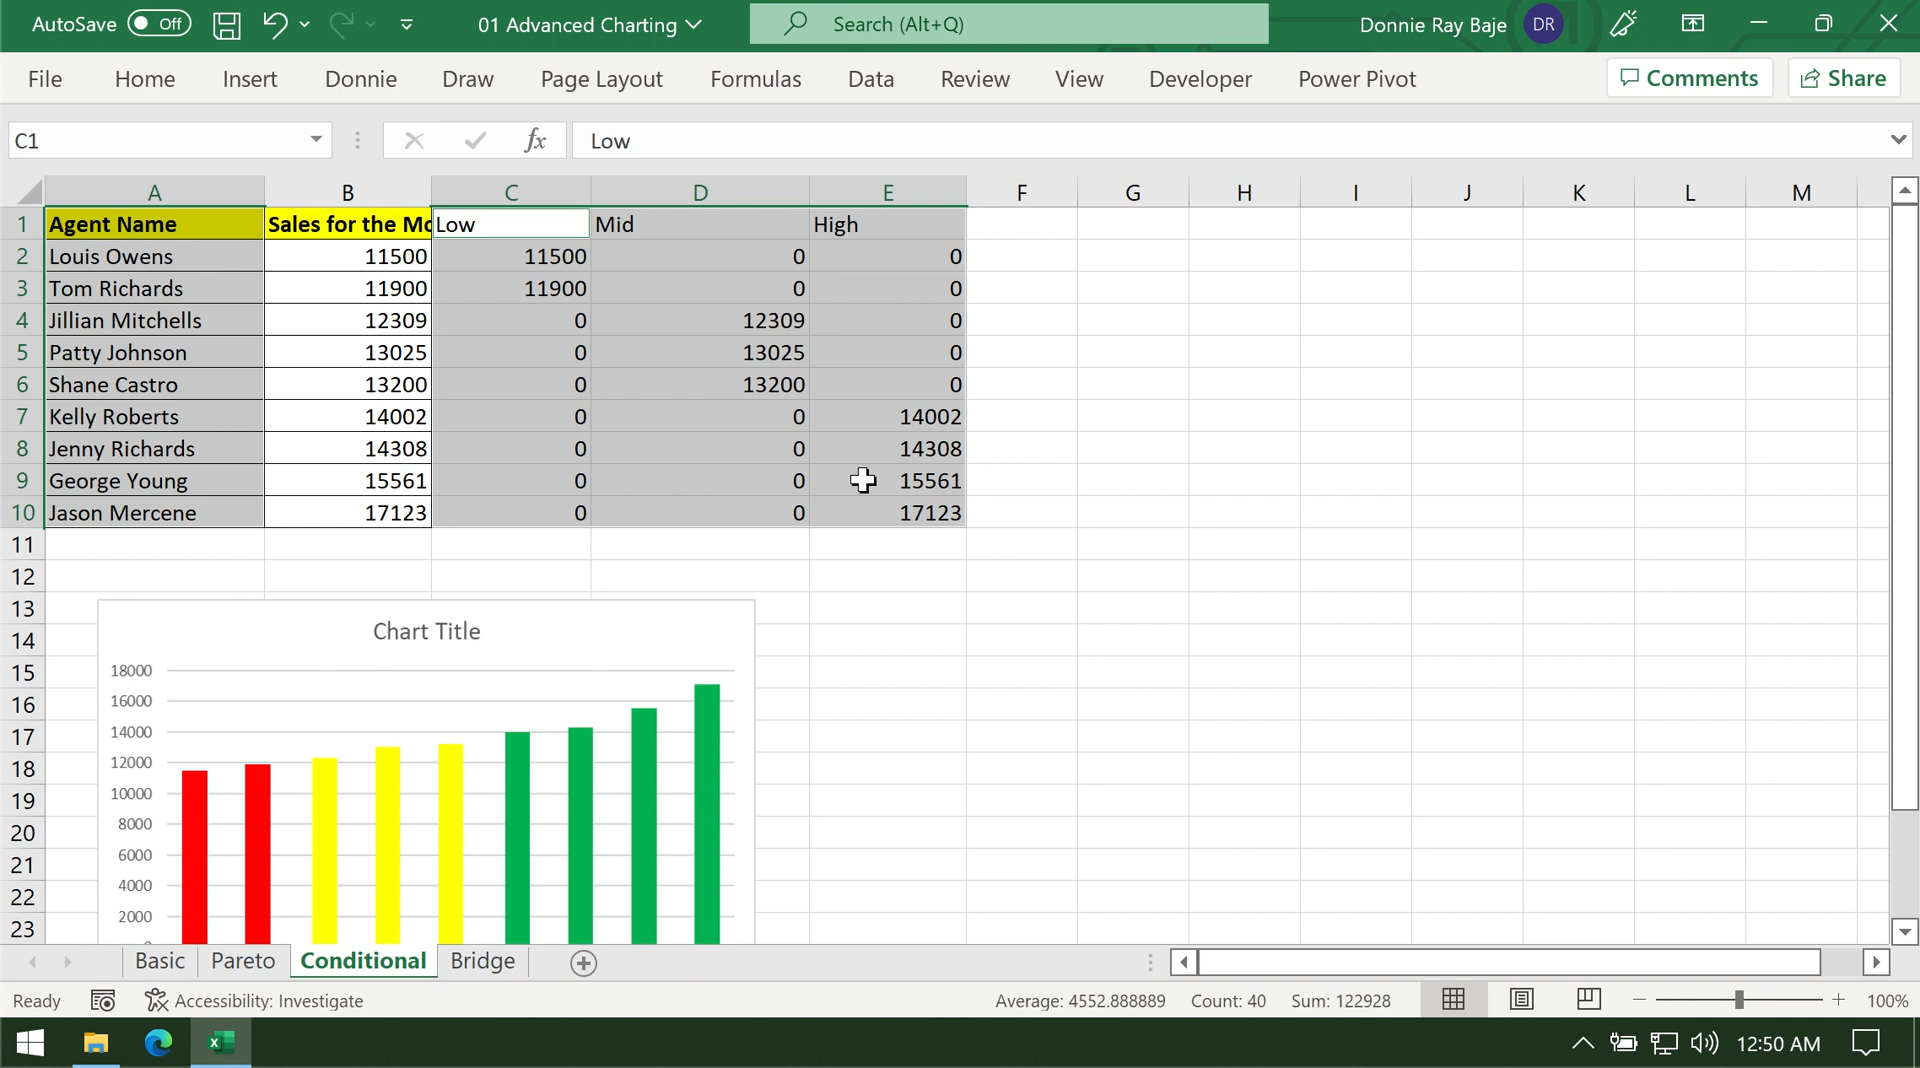 AutoSave Off 01 Advanced Charting Search (Alt+Q) Donnie Ray Baje DR
File Home Insert Donnie Draw Page Layout Formulas Data Review View Developer Power Pivot Comments Share
C1 fx Low
A B C D E F G H I J K L M
1 Agent Name Sales for the Mo Low Mid High
2 Louis Owens 11500 11500 0 0
3 Tom Richards 11900 11900 0 0
4 Jillian Mitchells 12309 0 12309 0
5 Patty Johnson 13025 0 13025 0
6 Shane Castro 13200 0 13200 0
7 Kelly Roberts 14002 0 0 14002
8 Jenny Richards 14308 0 0 14308
9 George Young 15561 0 0 15561
10 Jason Mercene 17123 0 0 17123
11
12
13
14 Chart Title
15 18000
16 16000
17 14000
18 12000
19 10000
20 8000
21 6000
22 4000
23 2000
Basic Pareto Conditional Bridge
Ready Accessibility: Investigate Average: 4552.888889 Count: 40 Sum: 122928 100%
12:50 AM